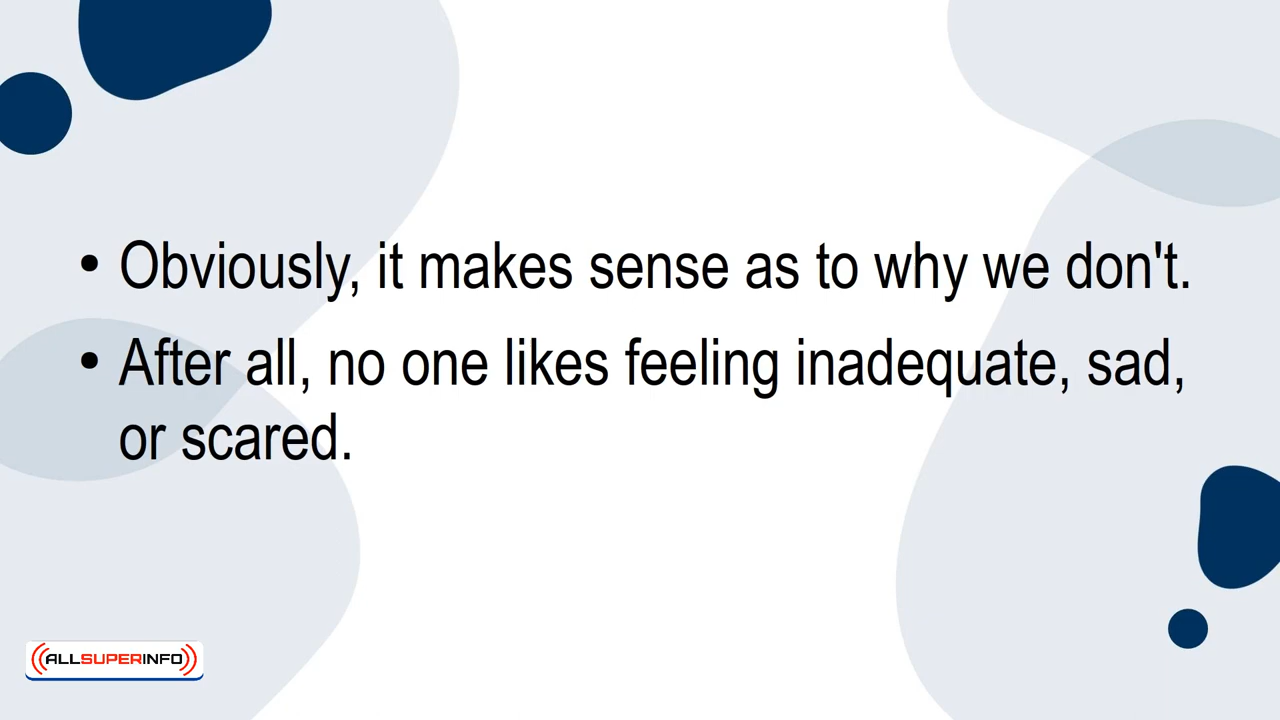 • Obviously, it makes sense as to why we don't.
• After all, no one likes feeling inadequate, sad,
or scared.
ALLSUPERINFO